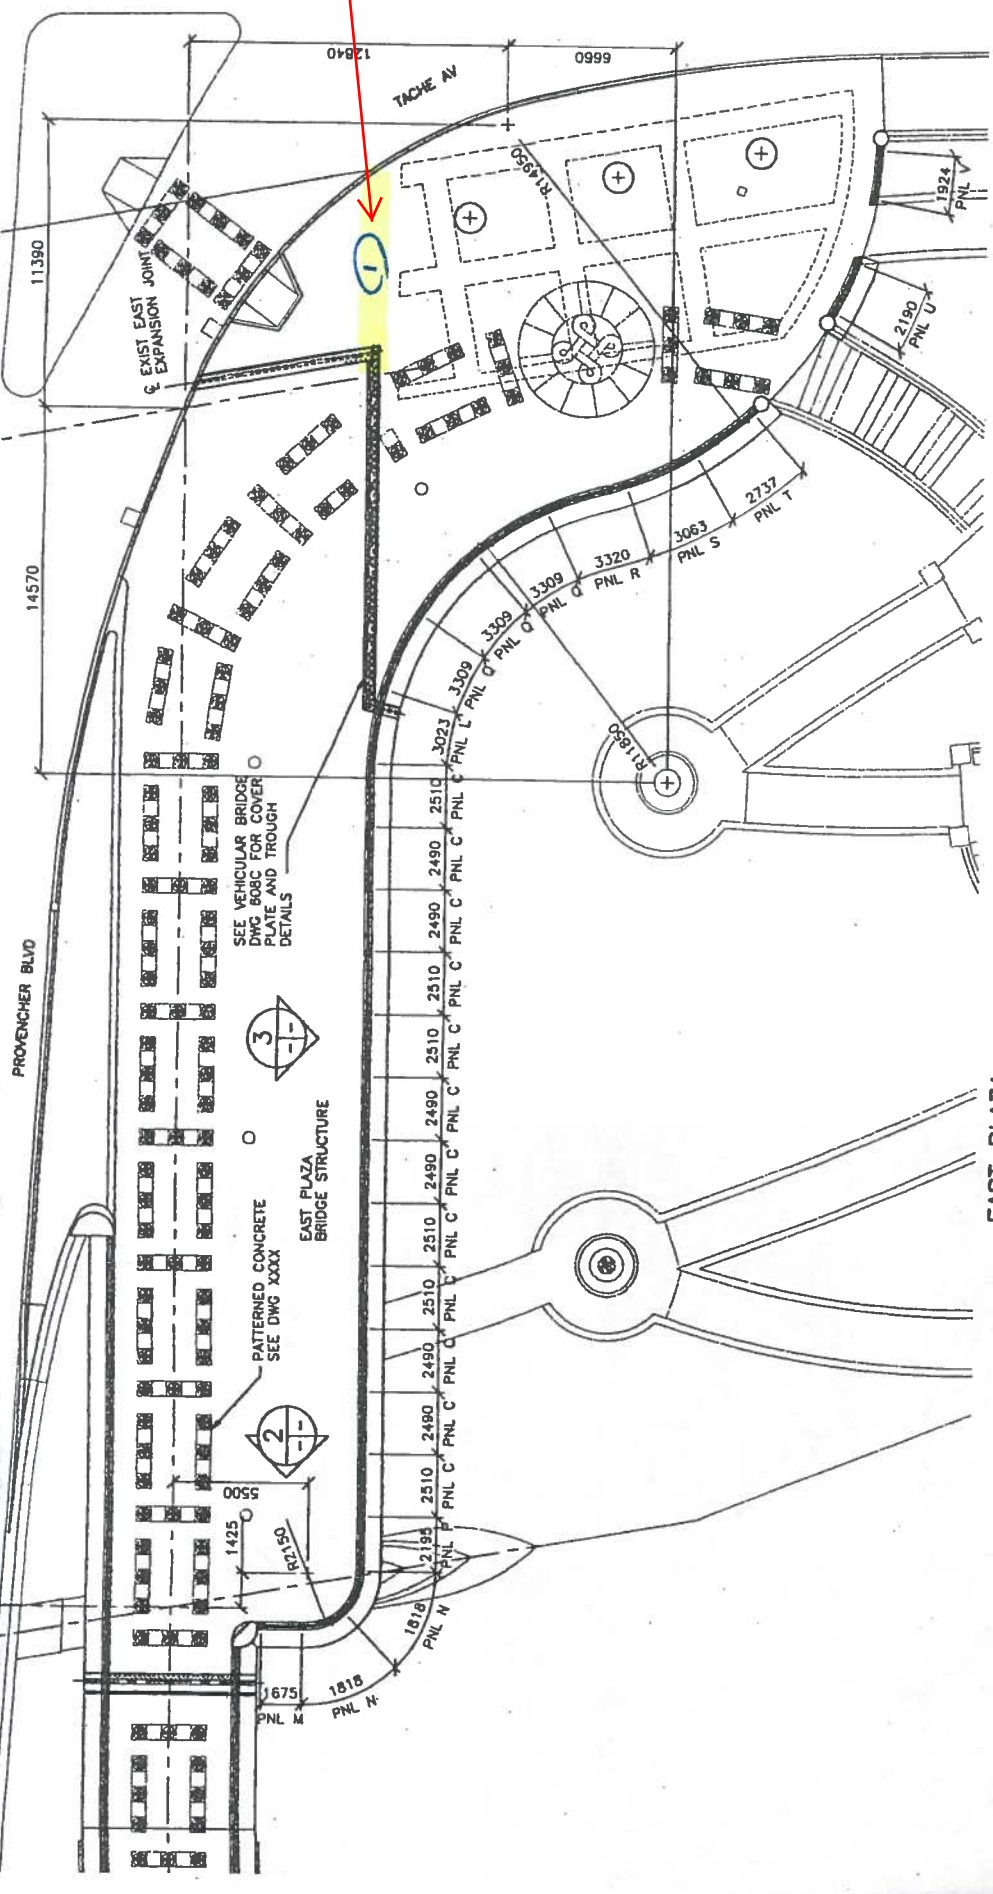 12840
6660
TACHE AV
R14950
11390
1
℄ EXIST EAST
EXPANSION JOINT
1924
PNL V
2190
PNL U
14570
2737
PNL T
3063
PNL S
3320
PNL R
3309
PNL Q
3309
PNL Q
3309
PNL Q
3023
PNL L
R11850
SEE VEHICULAR BRIDGE
DWG 608C FOR COVER
PLATE AND TROUGH
DETAILS
PROVENCHER BLVD
3
2510
PNL C
2490
PNL C
2490
PNL C
2510
PNL C
2510
PNL C
2490
PNL C
2490
PNL C
2510
PNL C
2510
PNL C
2490
PNL C
2490
PNL C
2510
PNL C
2195
PNL P
EAST PLAZA
BRIDGE STRUCTURE
PATTERNED CONCRETE
SEE DWG XXXX
2
5500
1425
R2150
1818
PNL N
1818
PNL N
1675
PNL M